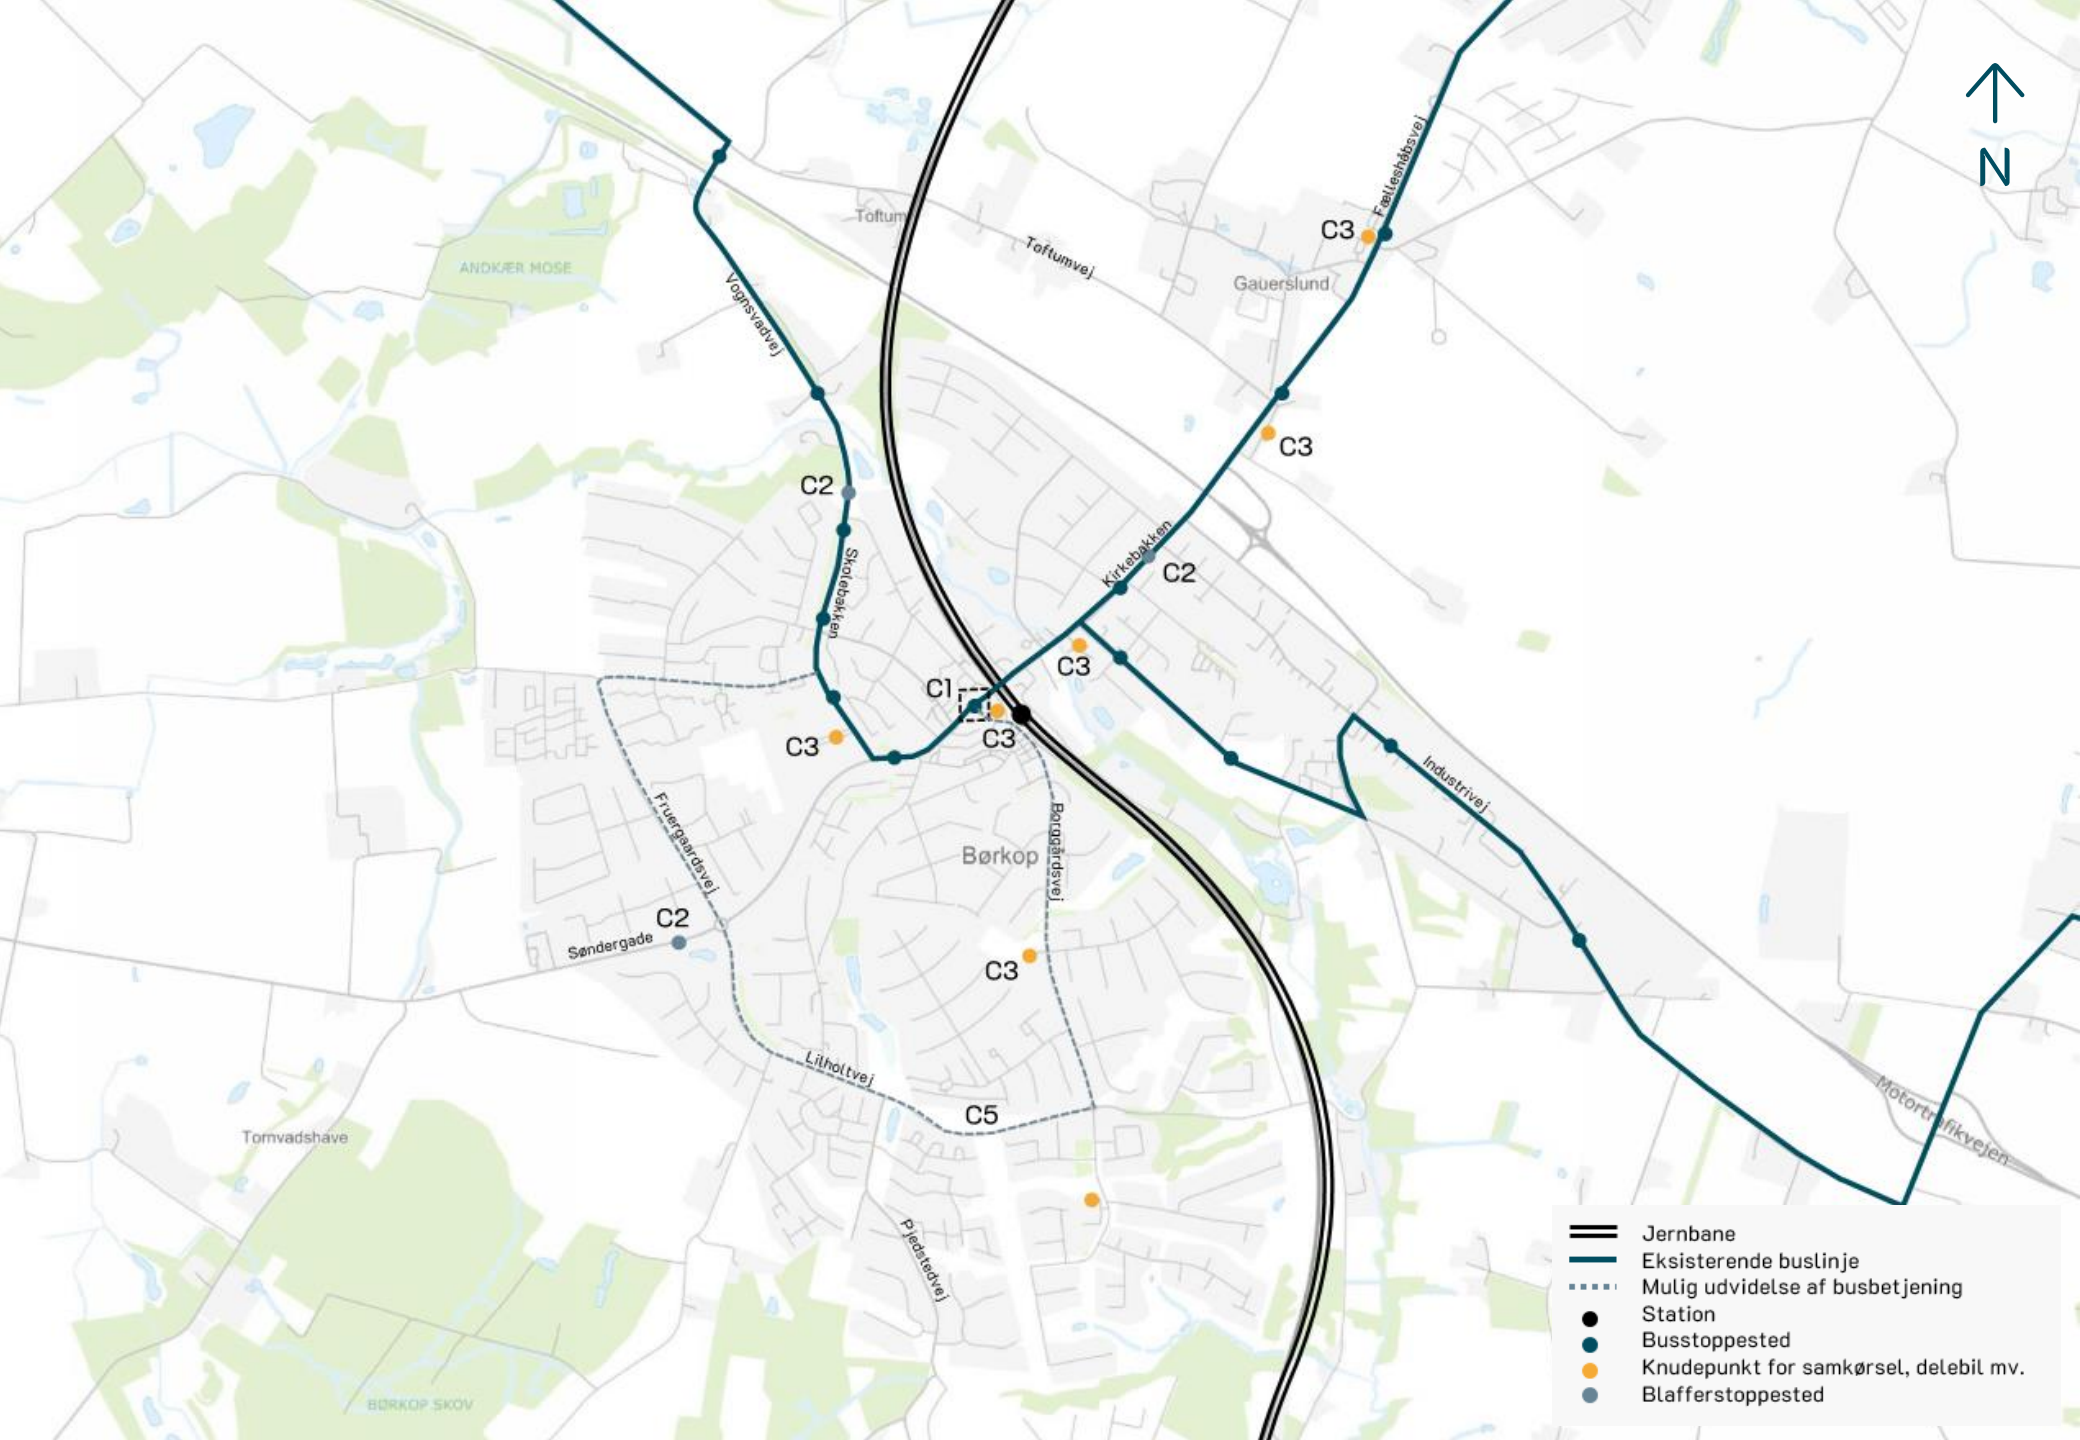 N
Fælleshåbsvej
Toftum
C3
Toftumvej
ANDKÆR MOSE
Gauerslund
Vognsvadvej
C3
C2
Kirkebakken
C2
Skolebakken
C3
C1
C3
C3
Industrivej
Fruergaardsvej
Borggårdsvej
Børkop
C2
Søndergade
C3
Lilholtvej
C5
Motortrafikvejen
Tornvadshave
Pjedstedvej
BØRKOP SKOV
Jernbane
Eksisterende buslinje
Mulig udvidelse af busbetjening
Station
Busstoppested
Knudepunkt for samkørsel, delebil mv.
Blafferstoppested